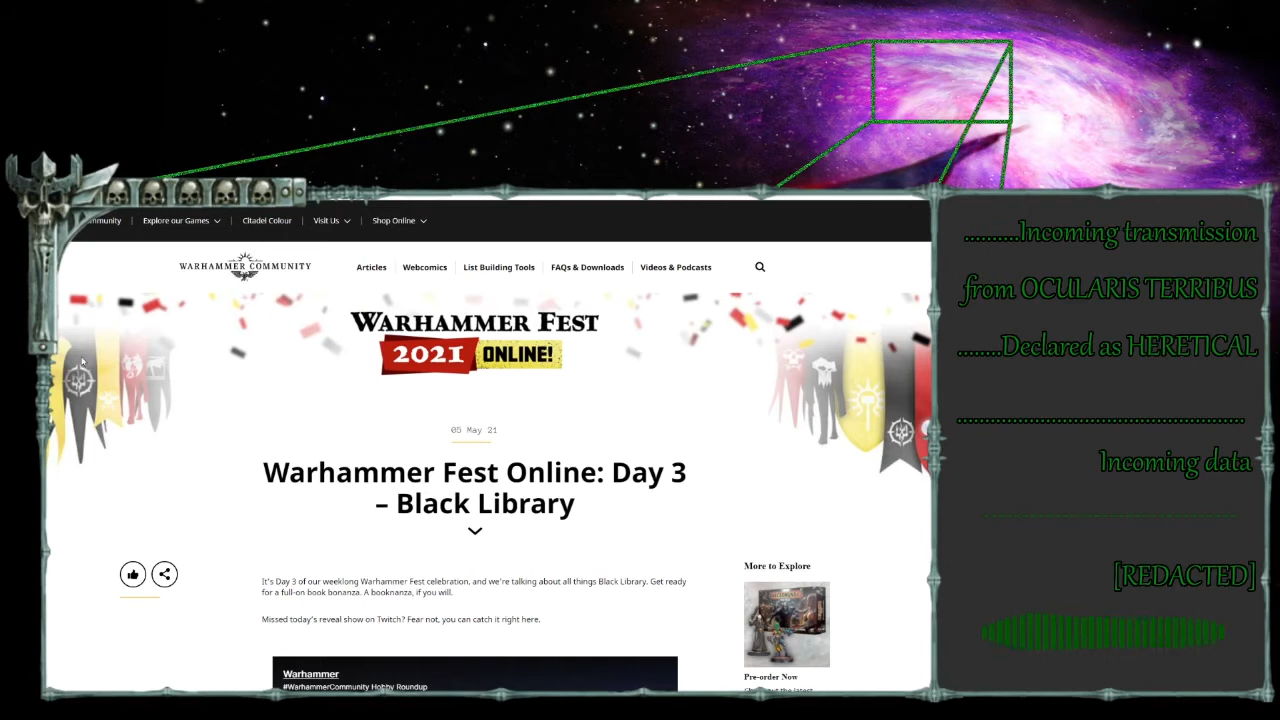 Explore our Games | Citadel Colour | Visit Us | Shop Online
WARHAMMER COMMUNITY
Articles Webcomics List Building Tools FAQs & Downloads Videos & Podcasts
WARHAMMER FEST
2021 ONLINE!
05 May 21
Warhammer Fest Online: Day 3
– Black Library
It's Day 3 of our weeklong Warhammer Fest celebration, and we're talking about all things Black Library. Get ready
for a full-on book bonanza. A booknanza, if you will.
Missed today's reveal show on Twitch? Fear not, you can catch it right here.
Warhammer
#WarhammerCommunity Hobby Roundup
More to Explore
Pre-order Now
..........Incoming transmission
from OCULARIS TERRIBUS
........Declared as HERETICAL
Incoming data
[REDACTED]